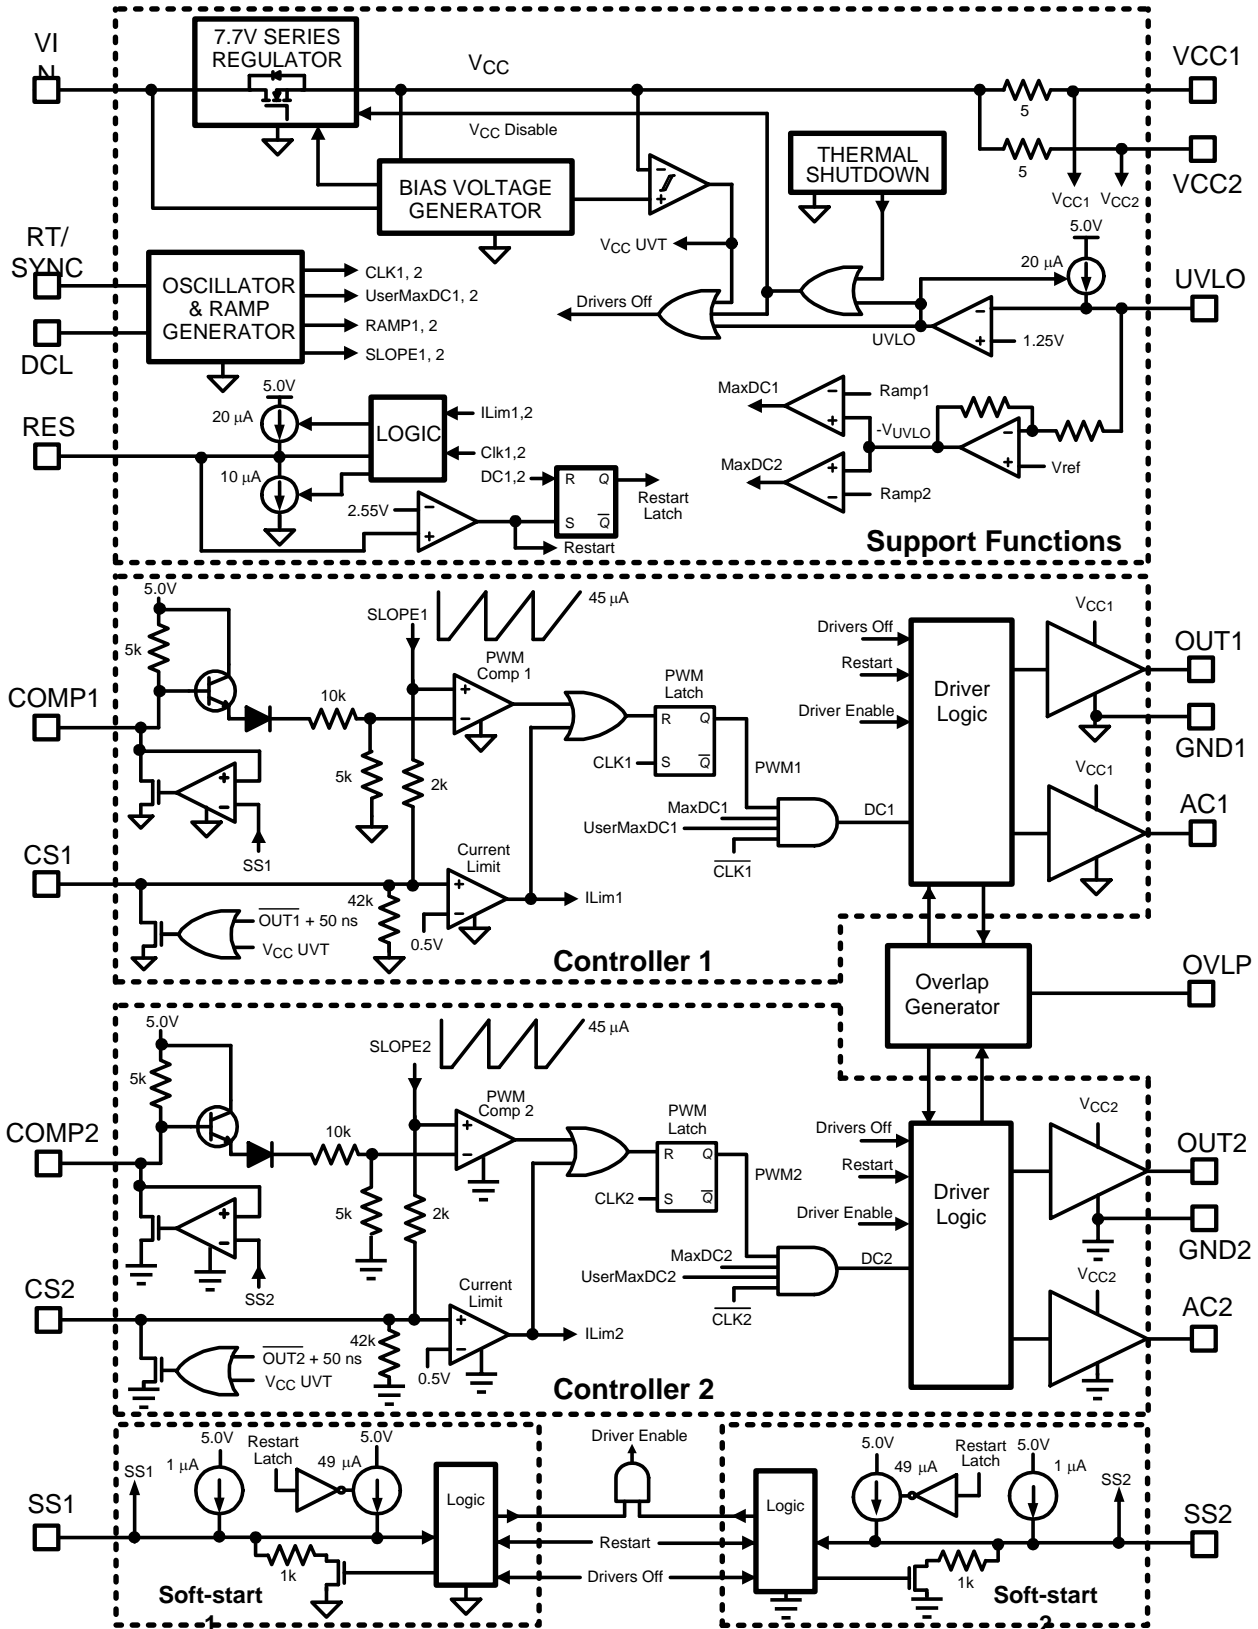 VI
N
7.7V SERIES
REGULATOR
VCC
VCC1
5
VCC Disable
THERMAL
SHUTDOWN
5
VCC2
BIAS VOLTAGE
GENERATOR
VCC1
VCC2
5.0V
RT/
SYNC
VCC UVT
20 µA
UVLO
OSCILLATOR
& RAMP
GENERATOR
CLK1, 2
UserMaxDC1, 2
RAMP1, 2
SLOPE1, 2
Drivers Off
UVLO
1.25V
DCL
5.0V
20 µA
LOGIC
ILim1,2
Clk1,2
MaxDC1
Ramp1
-VUVLO
RES
10 µA
DC1,2
R
Q
S
Q
Restart
Latch
MaxDC2
Vref
Ramp2
2.55V
Restart
Support Functions
5.0V
SLOPE1
45 µA
VCC1
5k
PWM
Comp 1
Drivers Off
Restart
Driver Enable
Driver
Logic
OUT1
COMP1
10k
PWM
Latch
R
Q
S
Q
CLK1
GND1
5k
2k
PWM1
VCC1
MaxDC1
UserMaxDC1
CLK1
DC1
AC1
SS1
CS1
Current
Limit
42k
ILim1
OUT1 + 50 ns
VCC UVT
0.5V
Controller 1
Overlap
Generator
OVLP
5.0V
SLOPE2
45 µA
5k
PWM
Comp 2
VCC2
COMP2
10k
PWM
Latch
R
Q
S
Q
CLK2
Drivers Off
Restart
Driver Enable
Driver
Logic
OUT2
5k
2k
PWM2
GND2
SS2
MaxDC2
UserMaxDC2
CLK2
DC2
VCC2
CS2
Current
Limit
AC2
42k
ILim2
OUT2 + 50 ns
VCC UVT
0.5V
Controller 2
5.0V
Restart
Latch
5.0V
Driver Enable
5.0V
Restart
Latch
5.0V
SS1
1 µA
49 µA
49 µA
1 µA
SS2
SS1
Logic
Logic
SS2
Restart
1k
Drivers Off
1k
Soft-start
1
Soft-start
2